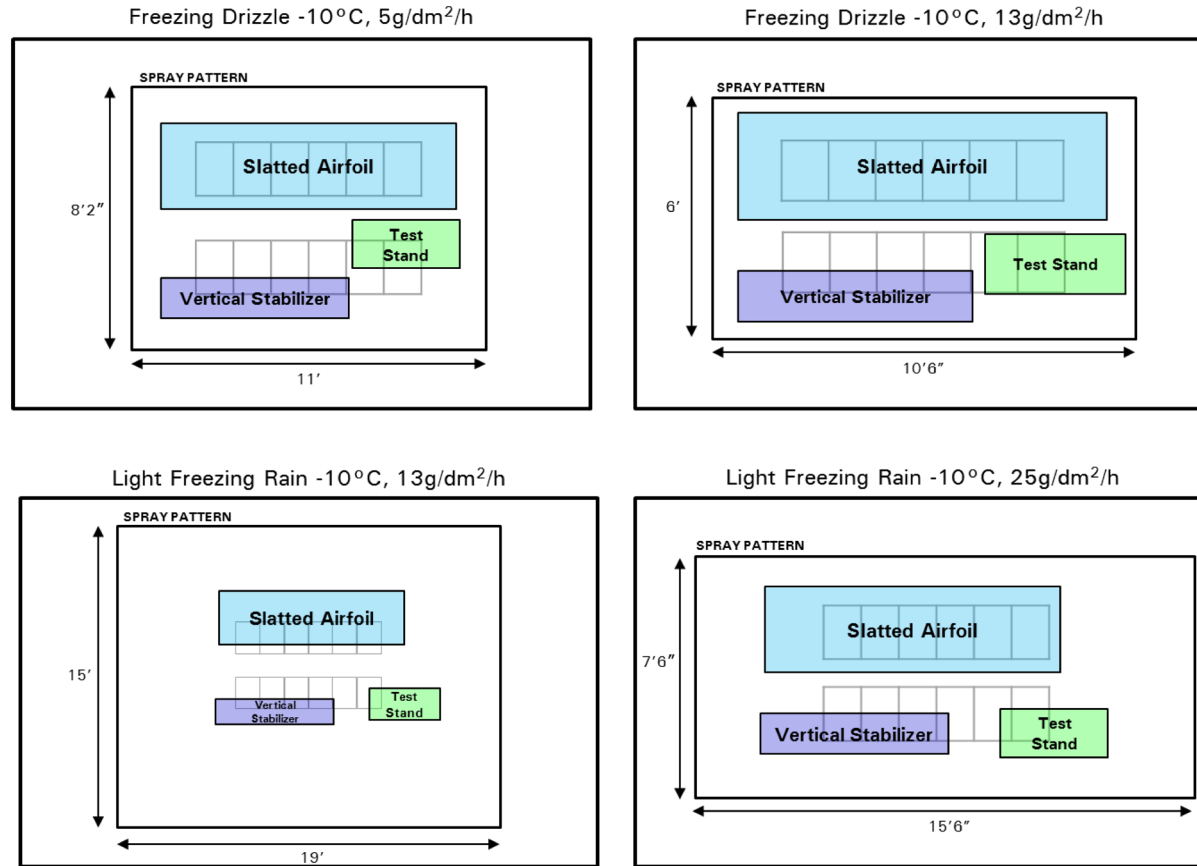 Freezing Drizzle -10°C, 5g/dm²/h
SPRAY PATTERN
Slatted Airfoil
Test
Stand
Vertical Stabilizer
8'2"
11'
Freezing Drizzle -10°C, 13g/dm²/h
SPRAY PATTERN
Slatted Airfoil
Test Stand
Vertical Stabilizer
6'
10'6"
Light Freezing Rain -10°C, 13g/dm²/h
SPRAY PATTERN
Slatted Airfoil
Test
Stand
Vertical
Stabilizer
15'
19'
Light Freezing Rain -10°C, 25g/dm²/h
SPRAY PATTERN
Slatted Airfoil
7'6"
Vertical Stabilizer
Test
Stand
15'6"